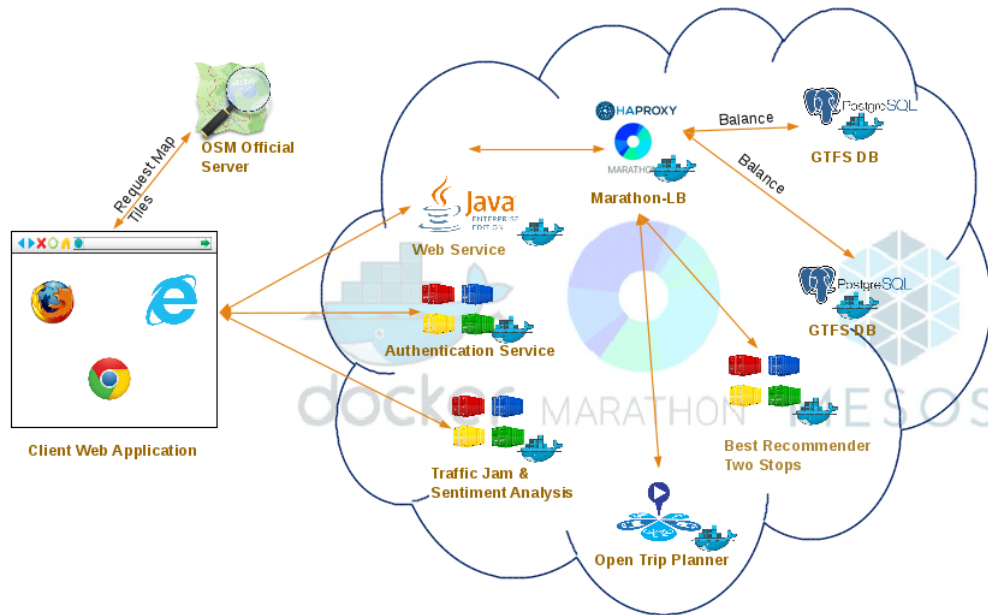 OSM Official
Server
Request Map
Tiles
Client Web Application
Java
ENTERPRISE
EDITION
Web Service
Authentication Service
Traffic Jam &
Sentiment Analysis
HAPROXY
MARATHON
Marathon-LB
Balance
Balance
PostgreSQL
GTFS DB
PostgreSQL
GTFS DB
docker
MARATHON
MESOS
Best Recommender
Two Stops
Open Trip Planner